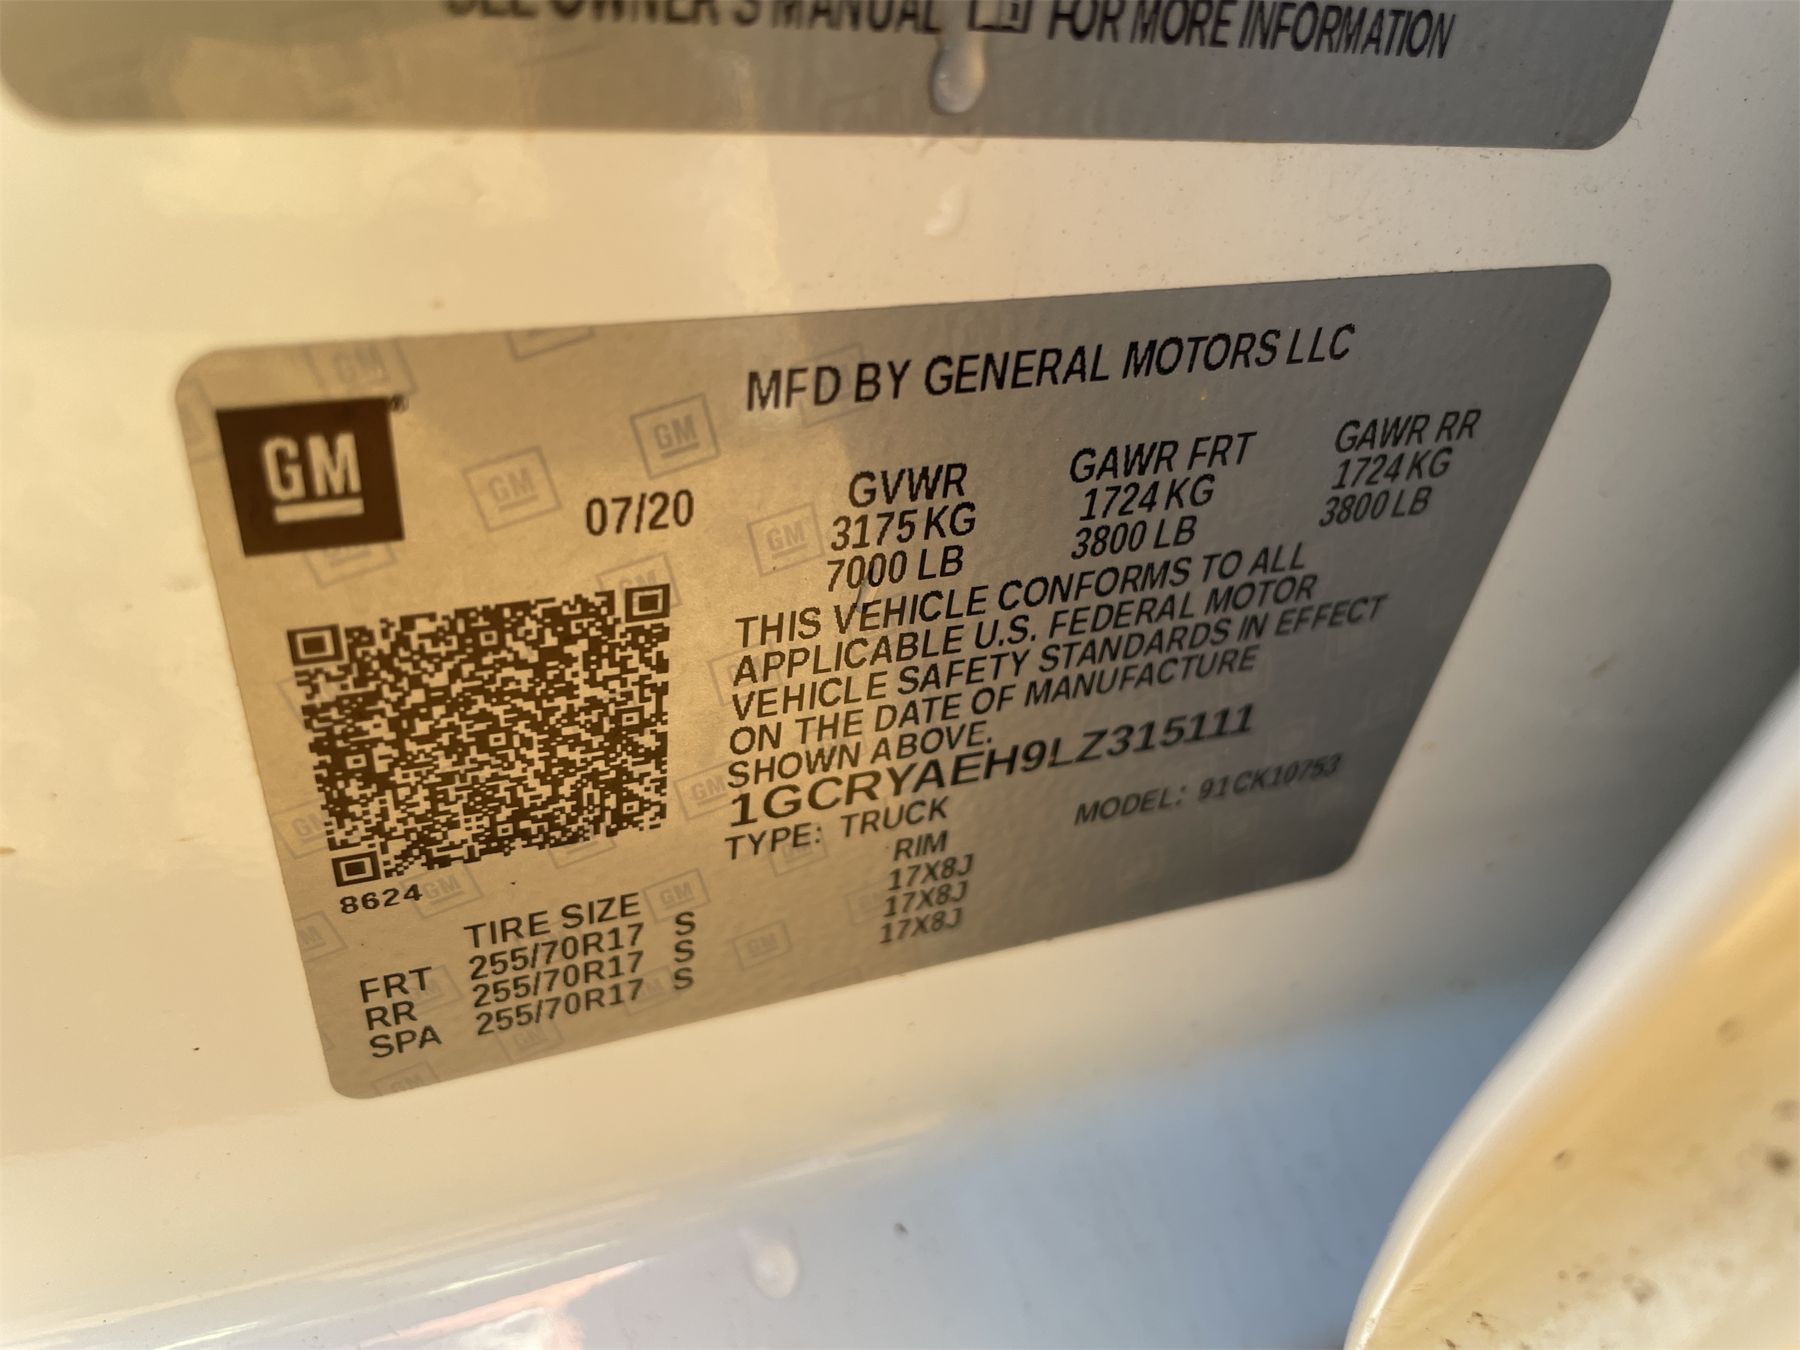 SEE OWNER'S MANUAL FOR MORE INFORMATION
MFD BY GENERAL MOTORS LLC
GM
07/20
GVWR GAWR FRT GAWR RR
3175 KG 1724 KG 1724 KG
7000 LB 3800 LB 3800 LB
THIS VEHICLE CONFORMS TO ALL
APPLICABLE U.S. FEDERAL MOTOR
VEHICLE SAFETY STANDARDS IN EFFECT
ON THE DATE OF MANUFACTURE
SHOWN ABOVE.
1GCRYAEH9LZ315111
TYPE: TRUCK MODEL: 91CK10753
8624
TIRE SIZE RIM
FRT 255/70R17 S 17X8J
RR 255/70R17 S 17X8J
SPA 255/70R17 S 17X8J